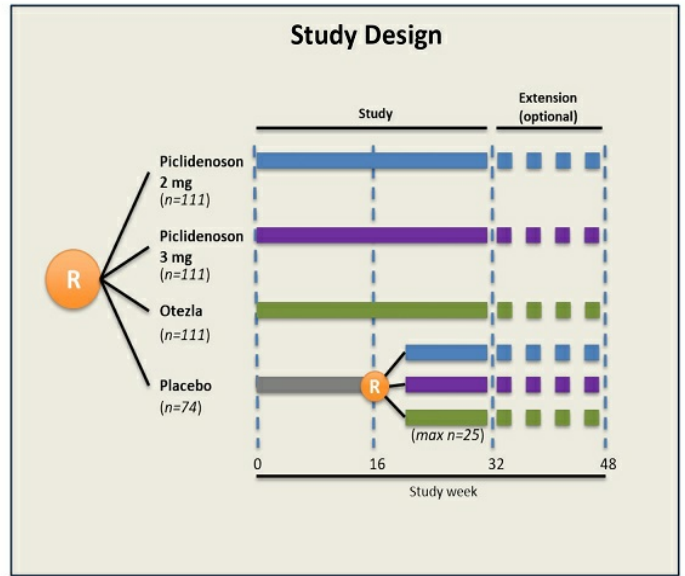 Study Design
Study
Extension
(optional)
Piclidenoson
2 mg
(n=111)
Piclidenoson
3 mg
(n=111)
R
Otezla
(n=111)
Placebo
(n=74)
R
(max n=25)
0 16 32 48
Study week